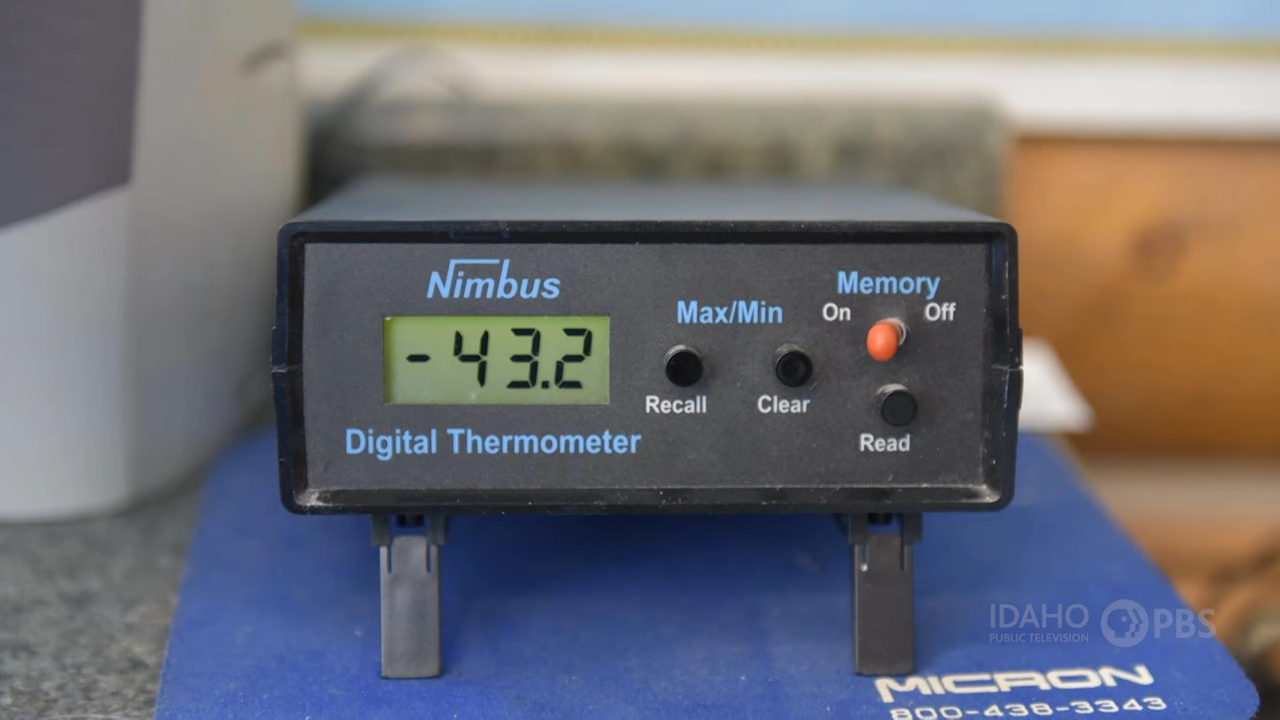 Nimbus
-43.2
Digital Thermometer
Max/Min
Recall
Clear
Memory
On
Off
Read
IDAHO
PUBLIC TELEVISION
PBS
MICRON
800-438-3343